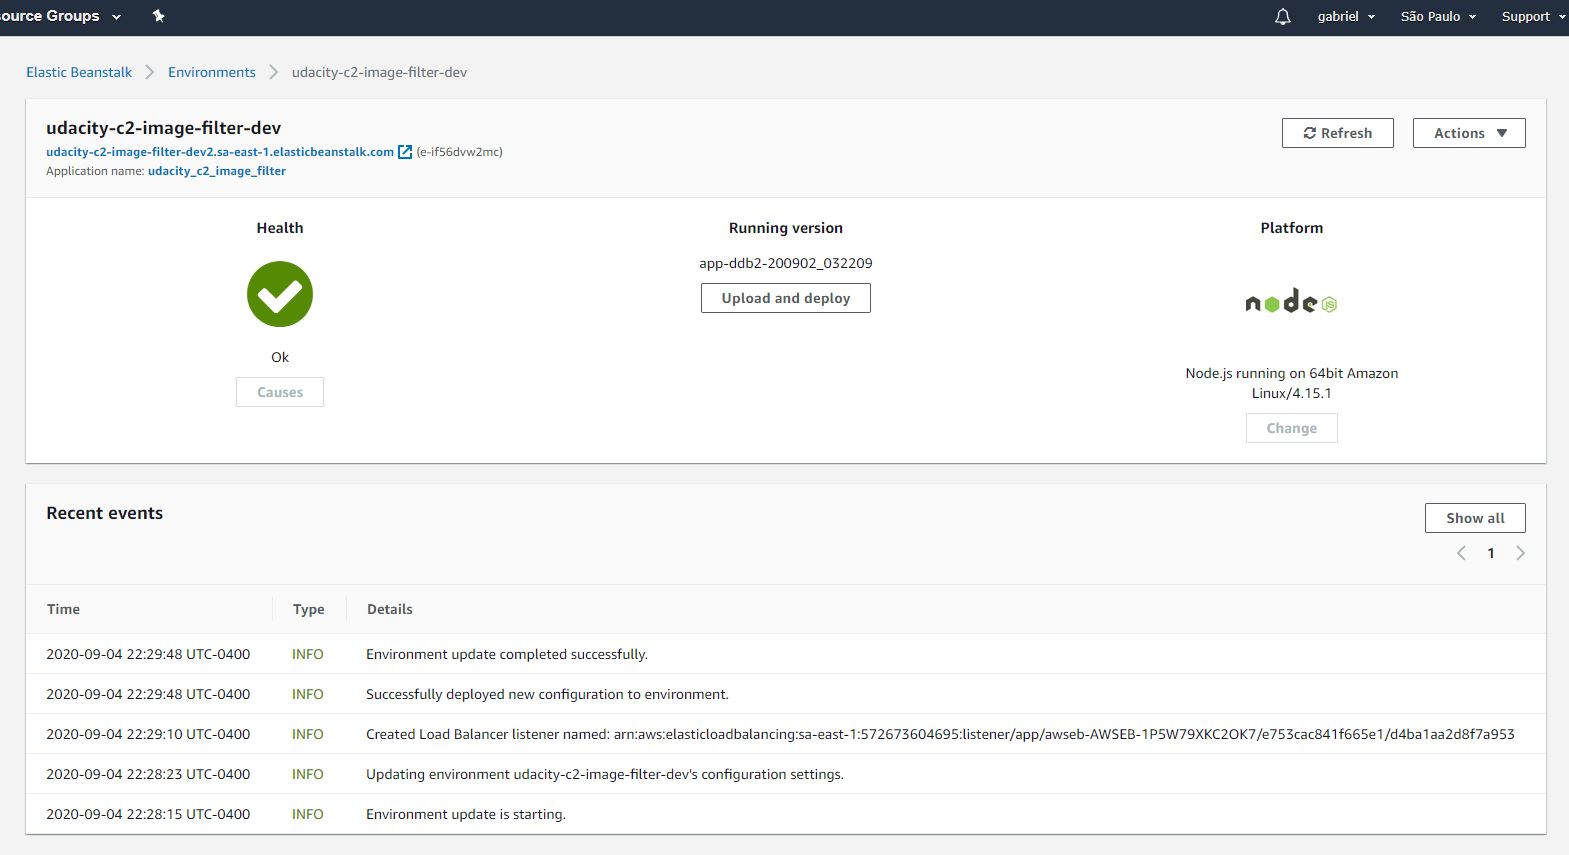 ource Groups
gabriel
São Paulo
Support
Elastic Beanstalk
Environments
udacity-c2-image-filter-dev
udacity-c2-image-filter-dev
udacity-c2-image-filter-dev2.sa-east-1.elasticbeanstalk.com (e-if56dvw2mc)
Application name: udacity_c2_image_filter
Refresh
Actions
Health
Ok
Causes
Running version
app-ddb2-200902_032209
Upload and deploy
Platform
node JS
Node.js running on 64bit Amazon
Linux/4.15.1
Change
Recent events
Show all
1
Time Type Details
2020-09-04 22:29:48 UTC-0400 INFO Environment update completed successfully.
2020-09-04 22:29:48 UTC-0400 INFO Successfully deployed new configuration to environment.
2020-09-04 22:29:10 UTC-0400 INFO Created Load Balancer listener named: arn:aws:elasticloadbalancing:sa-east-1:572673604695:listener/app/awseb-AWSEB-1P5W79XKC2OK7/e753cac841f665e1/d4ba1aa2d8f7a953
2020-09-04 22:28:23 UTC-0400 INFO Updating environment udacity-c2-image-filter-dev's configuration settings.
2020-09-04 22:28:15 UTC-0400 INFO Environment update is starting.